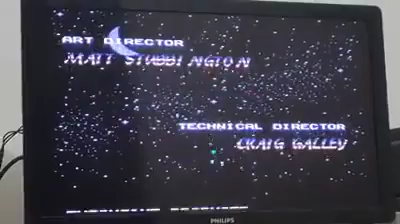 ART DIRECTOR
MATT STUBBINGTON
TECHNICAL DIRECTOR
CRAIG GALLEY
PHILIPS